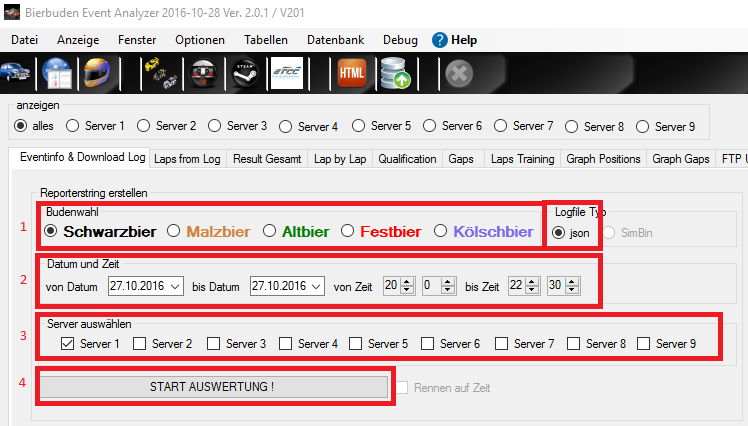 Bierbuden Event Analyzer 2016-10-28 Ver. 2.0.1 / V201
Datei Anzeige Fenster Optionen Tabellen Datenbank Debug ? Help
STEAM ETCC HTML
anzeigen
alles Server 1 Server 2 Server 3 Server 4 Server 5 Server 6 Server 7 Server 8 Server 9
Eventinfo & Download Log Laps from Log Result Gesamt Lap by Lap Qualification Gaps Laps Training Graph Positions Graph Gaps FTP U
Reporterstring erstellen
Budenwahl Logfile Typ
1 Schwarzbier Malzbier Altbier Festbier Kölschbier json SimBin
Datum und Zeit
2 von Datum 27.10.2016 bis Datum 27.10.2016 von Zeit 20 0 bis Zeit 22 30
Server auswählen
3 Server 1 Server 2 Server 3 Server 4 Server 5 Server 6 Server 7 Server 8 Server 9
4 START AUSWERTUNG ! Rennen auf Zeit